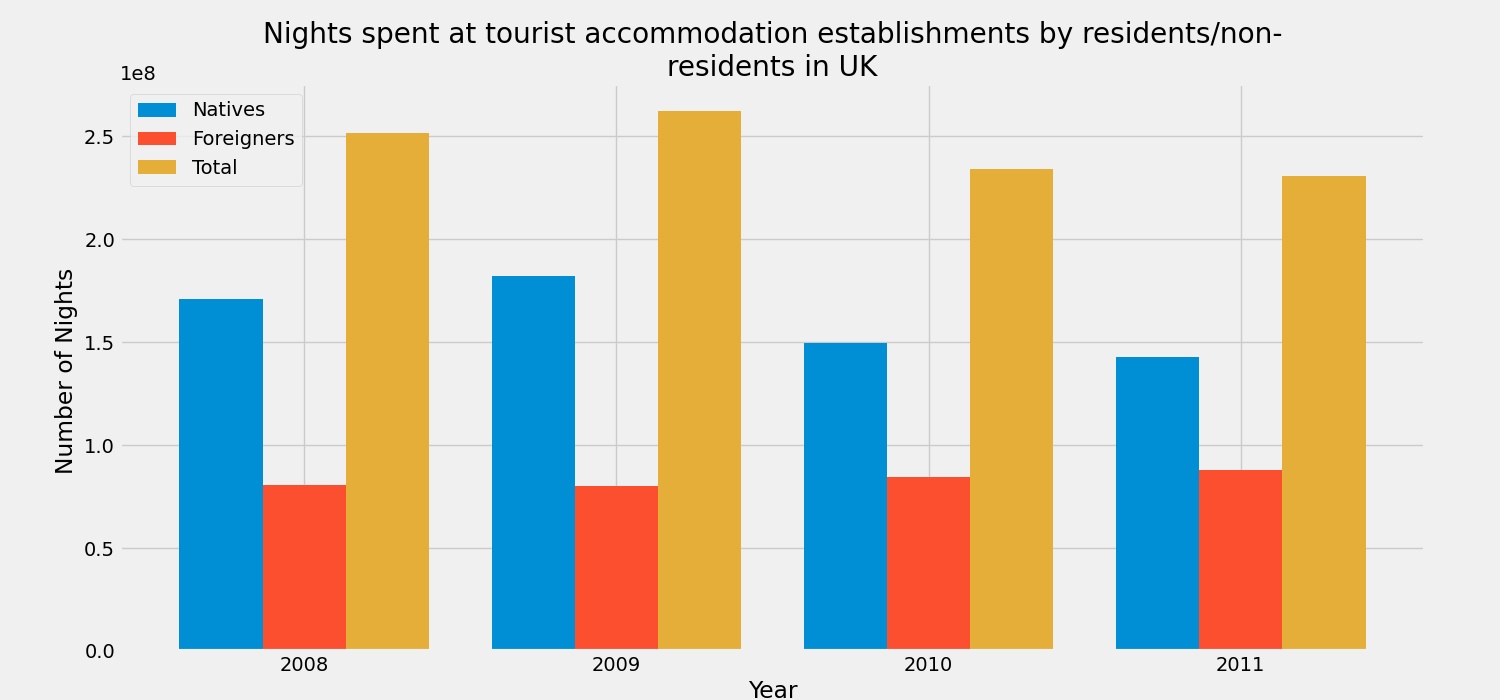 Nights spent at tourist accommodation establishments by residents/non-
residents in UK
1e8
Natives
Foreigners
Total
2.5
2.0
1.5
1.0
0.5
0.0
Number of Nights
2008
2009
2010
2011
Year